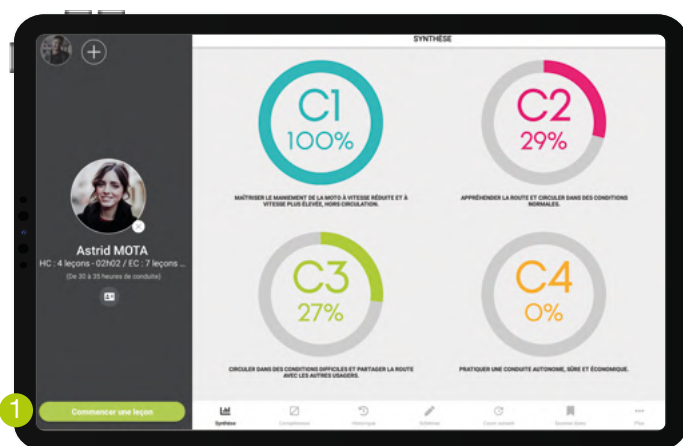 SYNTHÈSE
C1
100%
MAÎTRISER LE MANIEMENT DE LA MOTO À VITESSE RÉDUITE ET À
VITESSE PLUS ÉLEVÉE, HORS CIRCULATION.
C2
29%
APPRÉHENDER LA ROUTE ET CIRCULER DANS DES CONDITIONS
NORMALES.
Astrid MOTA
HC : 4 leçons - 02h02 / EC : 7 leçons ...
(De 30 à 35 heures de conduite)
C3
27%
CIRCULER DANS DES CONDITIONS DIFFICILES ET PARTAGER LA ROUTE
AVEC LES AUTRES USAGERS.
C4
0%
PRATIQUER UNE CONDUITE AUTONOME, SÛRE ET ÉCONOMIQUE.
1
Commencer une leçon
Synthèse
Compétences
Historique
Schémas
Plus